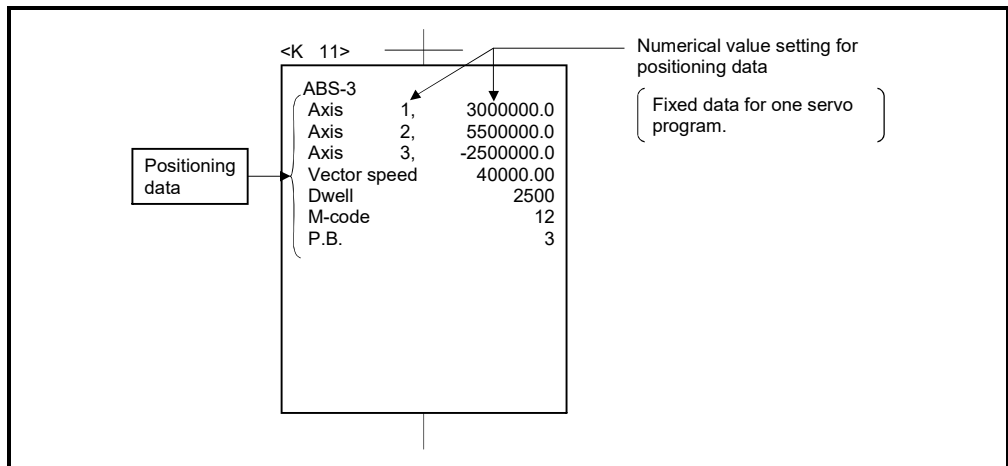 <K 11>
Numerical value setting for
positioning data
Fixed data for one servo
program.
ABS-3
Axis 1, 3000000.0
Axis 2, 5500000.0
Axis 3, -2500000.0
Vector speed 40000.00
Dwell 2500
M-code 12
P.B. 3
Positioning
data